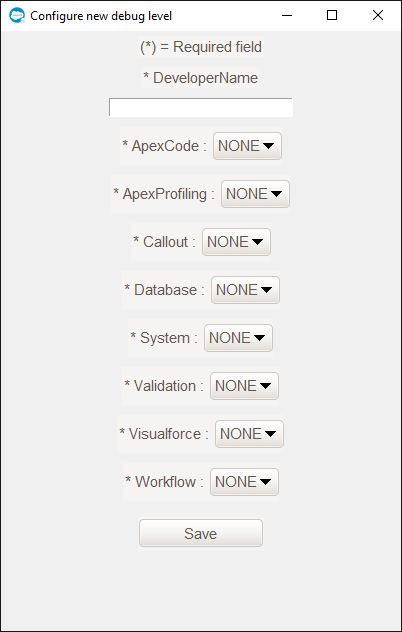 Configure new debug level
(*) = Required field
* DeveloperName
* ApexCode : NONE
* ApexProfiling : NONE
* Callout : NONE
* Database : NONE
* System : NONE
* Validation : NONE
* Visualforce : NONE
* Workflow : NONE
Save